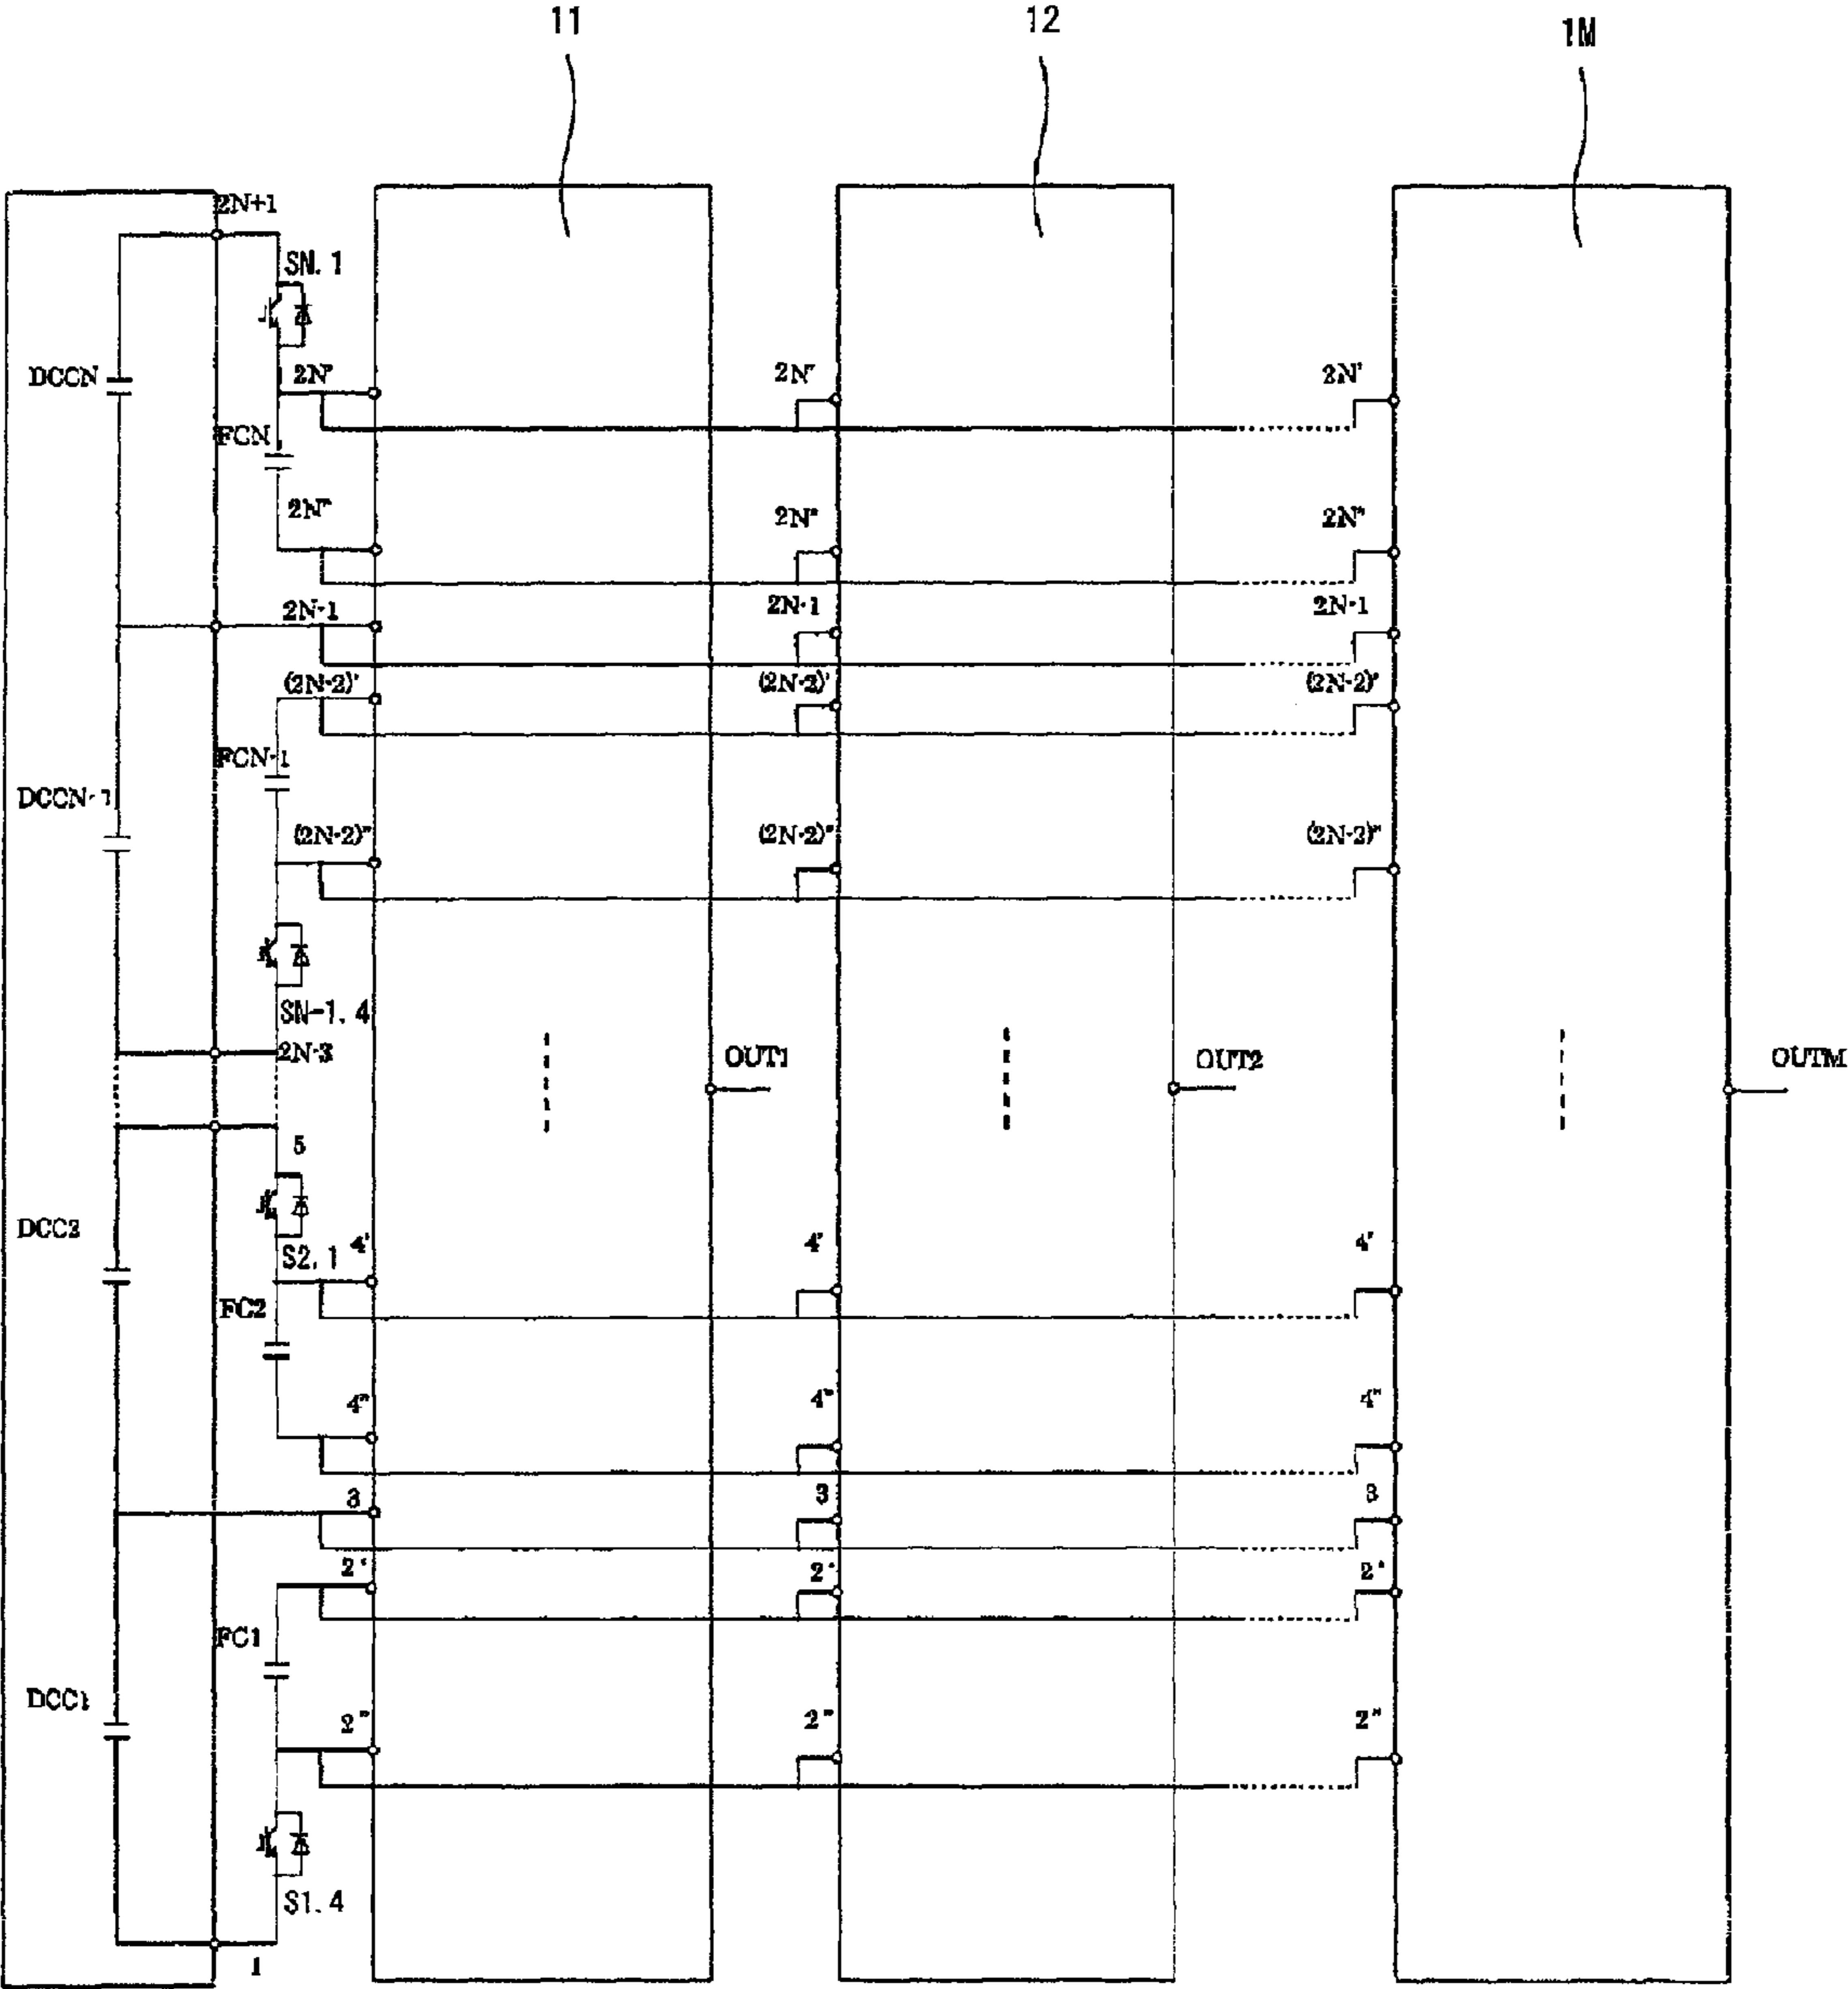 11 12 1M
2N+1
SN.1
DCCN 2N' 2N' 2N'
FCN
2N" 2N" 2N"
2N-1 2N-1 2N-1
(2N-2)' (2N-2)' (2N-2)'
FCN-1
DCCN-1
(2N-2)" (2N-2)" (2N-2)"
SN-1.4
2N-3 OUT1 OUT2 OUTM
5
DCC2 4' 4' 4'
S2.1
FC2
4" 4" 4"
3 3 3
2' 2' 2'
FC1
DCC1
2" 2" 2"
S1.4
1